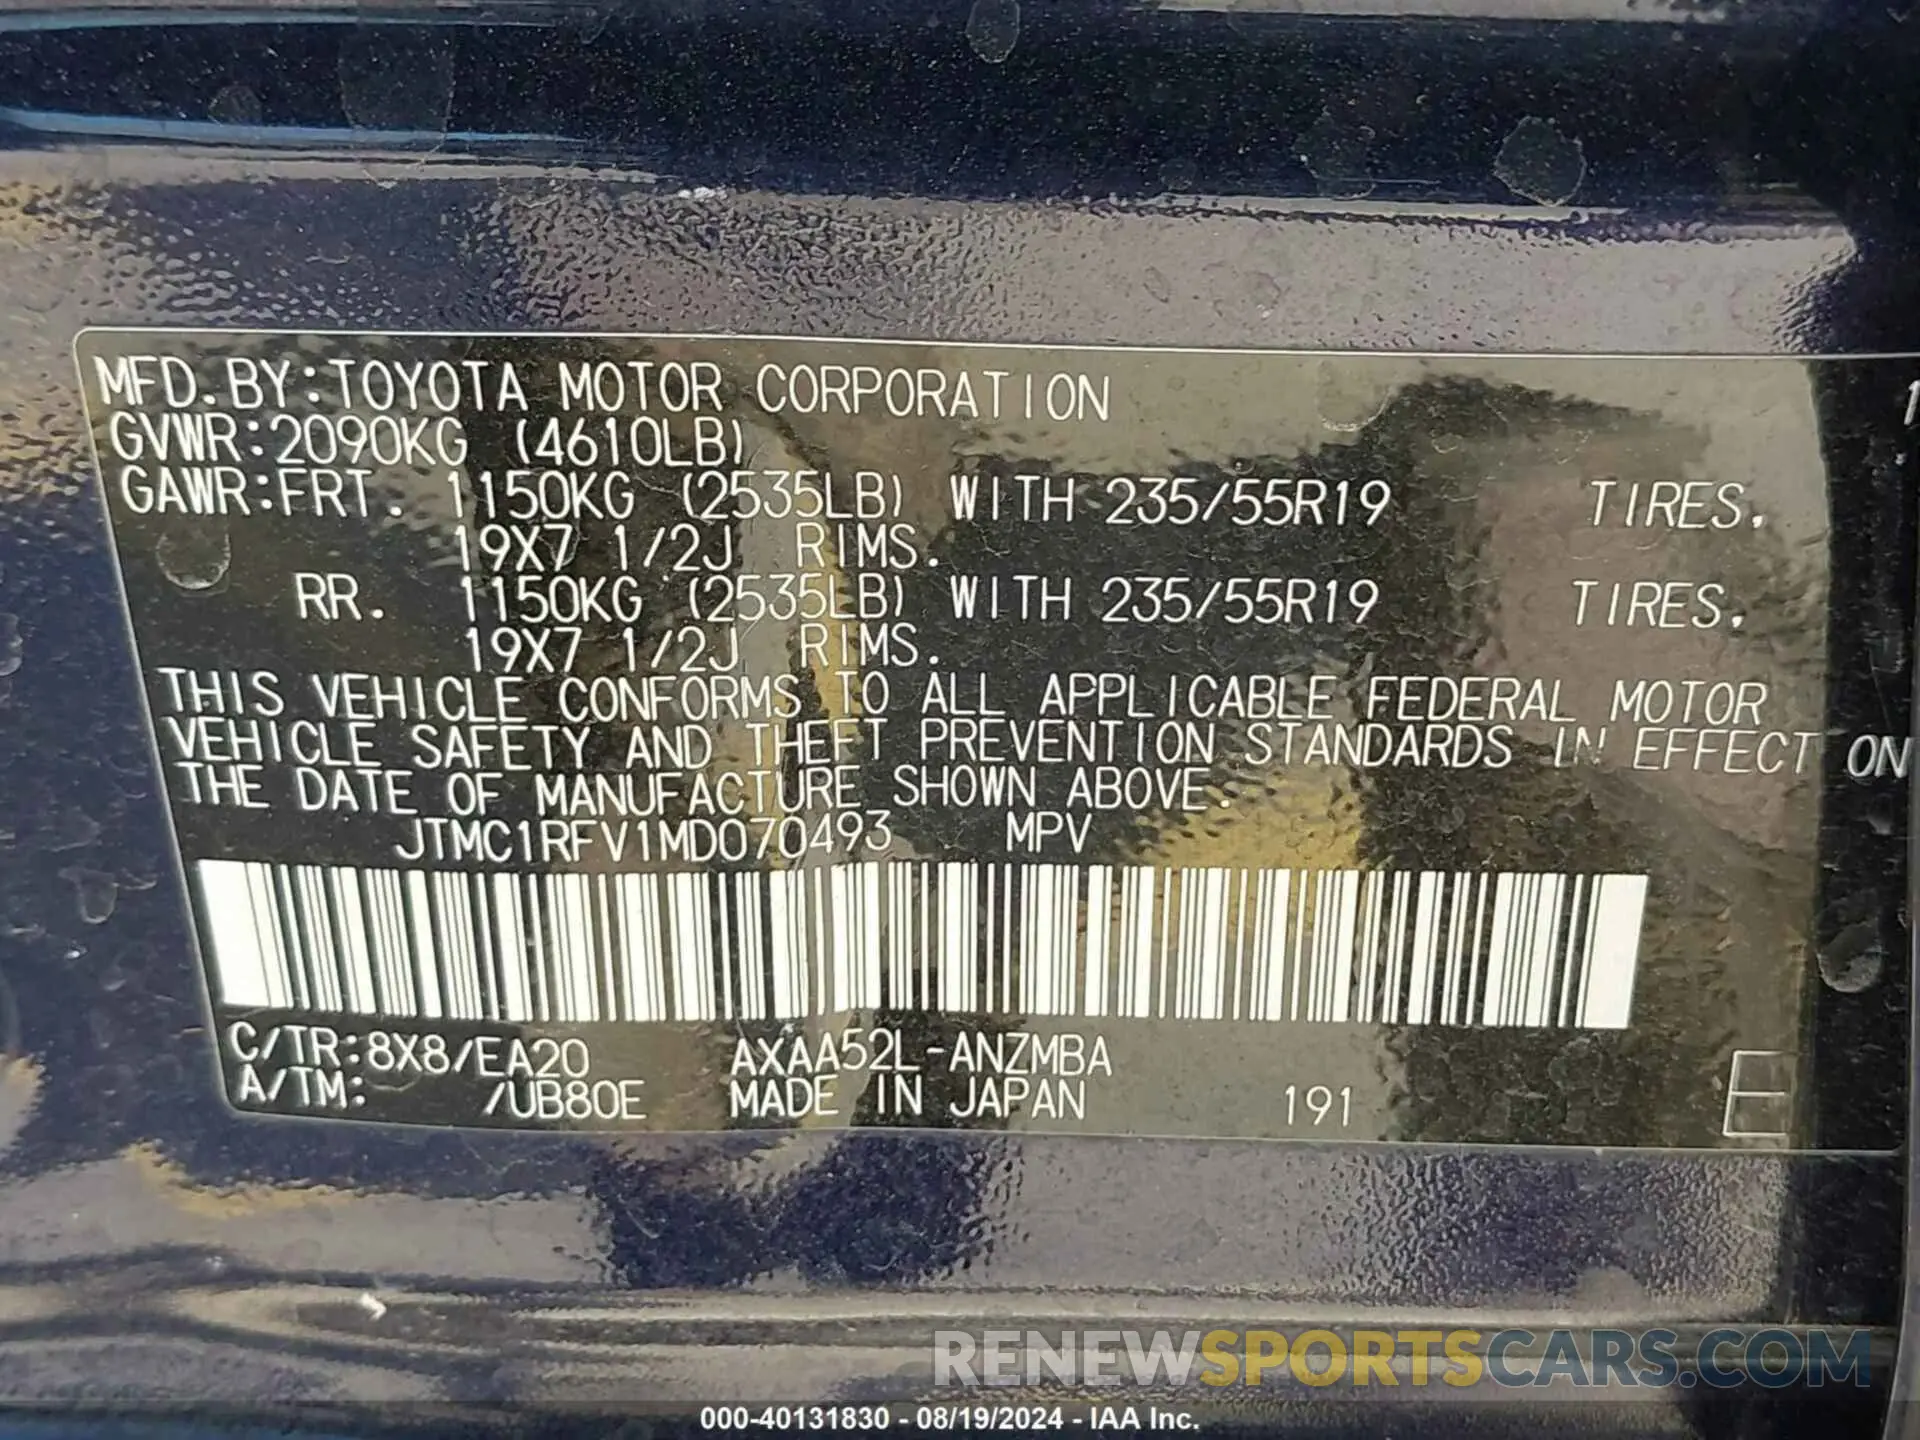 MFD.BY:TOYOTA MOTOR CORPORATION 1
GVWR:2090KG (4610LB)
GAWR:FRT. 1150KG (2535LB) WITH 235/55R19 TIRES.
19X7 1/2J RIMS.
RR. 1150KG (2535LB) WITH 235/55R19 TIRES.
19X7 1/2J RIMS.
THIS VEHICLE CONFORMS TO ALL APPLICABLE FEDERAL MOTOR
VEHICLE SAFETY AND THEFT PREVENTION STANDARDS IN EFFECT ON
THE DATE OF MANUFACTURE SHOWN ABOVE.
JTMC1RFV1MD070493 MPV
C/TR:8X8/EA20 AXAA52L-ANZMBA
A/TM: /UB80E MADE IN JAPAN 191 E
RENEWSPORTSCARS.COM
000-40131830 - 08/19/2024 - IAA Inc.